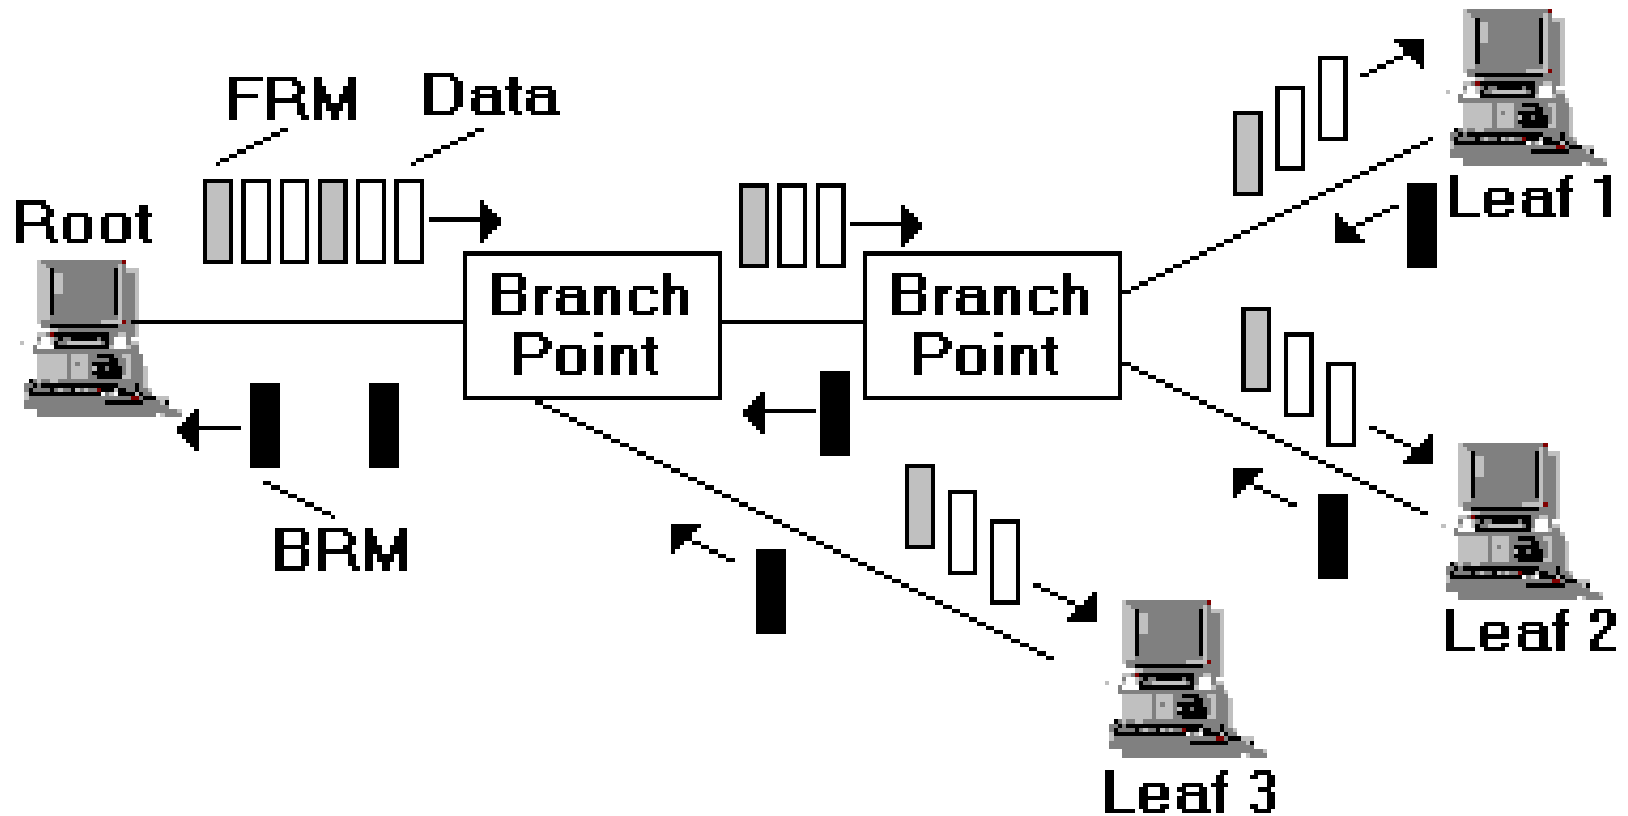 FRM
Data
Root
Leaf 1
Branch
Point
Branch
Point
BRM
Leaf 2
Leaf 3